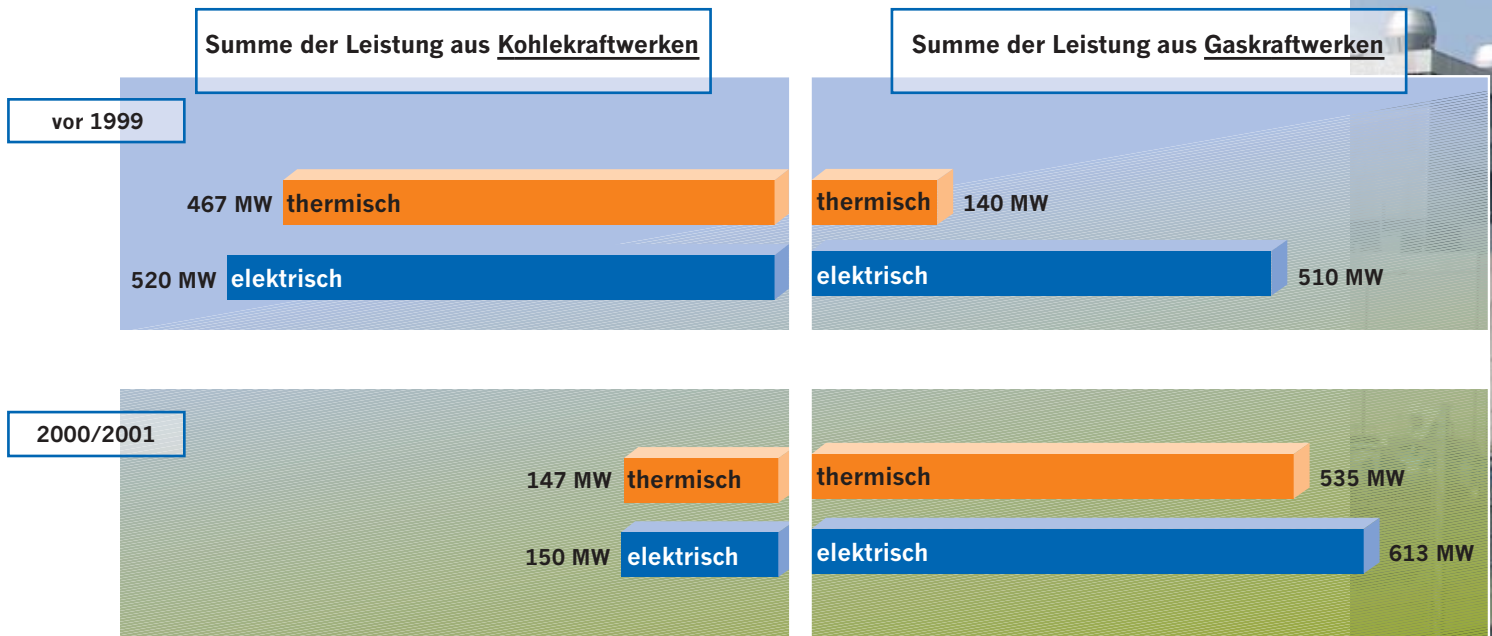 Summe der Leistung aus Kohlekraftwerken
Summe der Leistung aus Gaskraftwerken
vor 1999
467 MW thermisch
thermisch 140 MW
520 MW elektrisch
elektrisch 510 MW
2000/2001
147 MW thermisch
thermisch 535 MW
150 MW elektrisch
elektrisch 613 MW